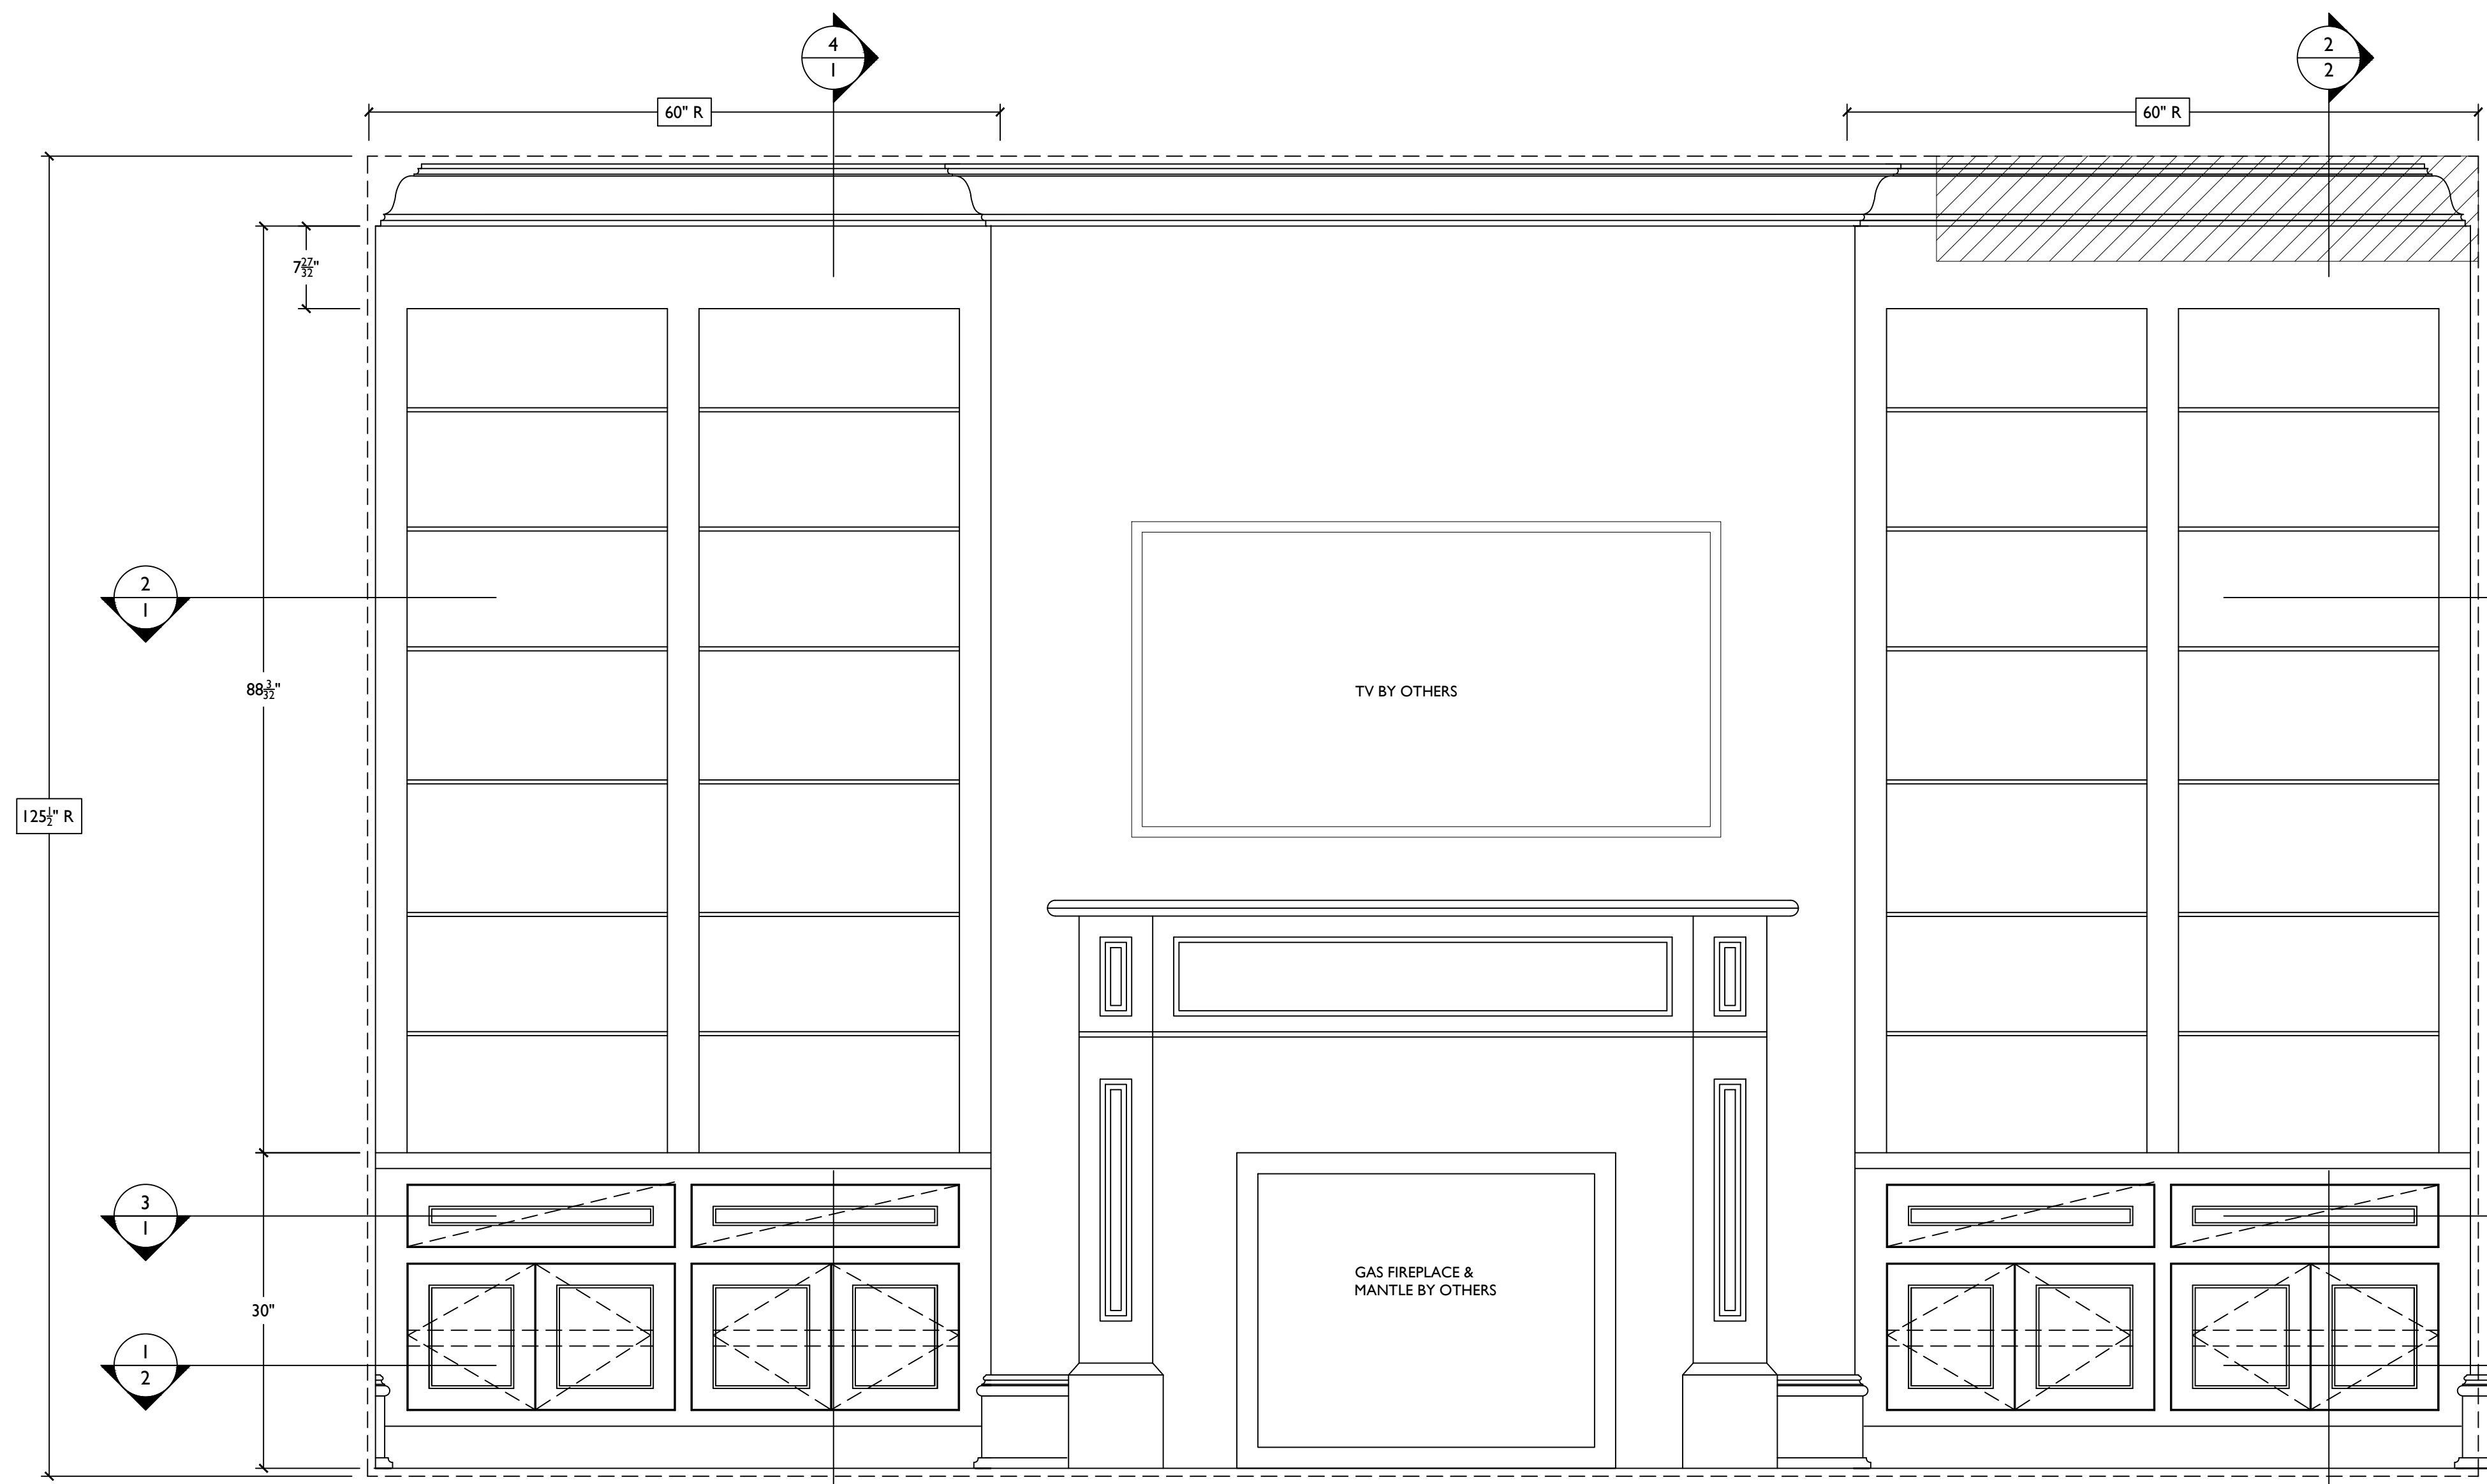 4
1
2
2
60" R
60" R
7 27/32"
2
1
88 3/32"
TV BY OTHERS
125 1/2" R
3
1
GAS FIREPLACE &
MANTLE BY OTHERS
30"
1
2